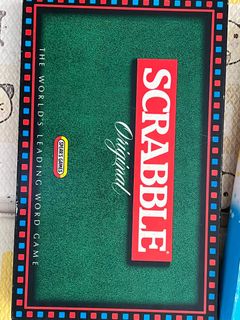 SCRABBLE
Original
SPEAR'S GAMES
THE WORLD'S LEADING WORD GAME